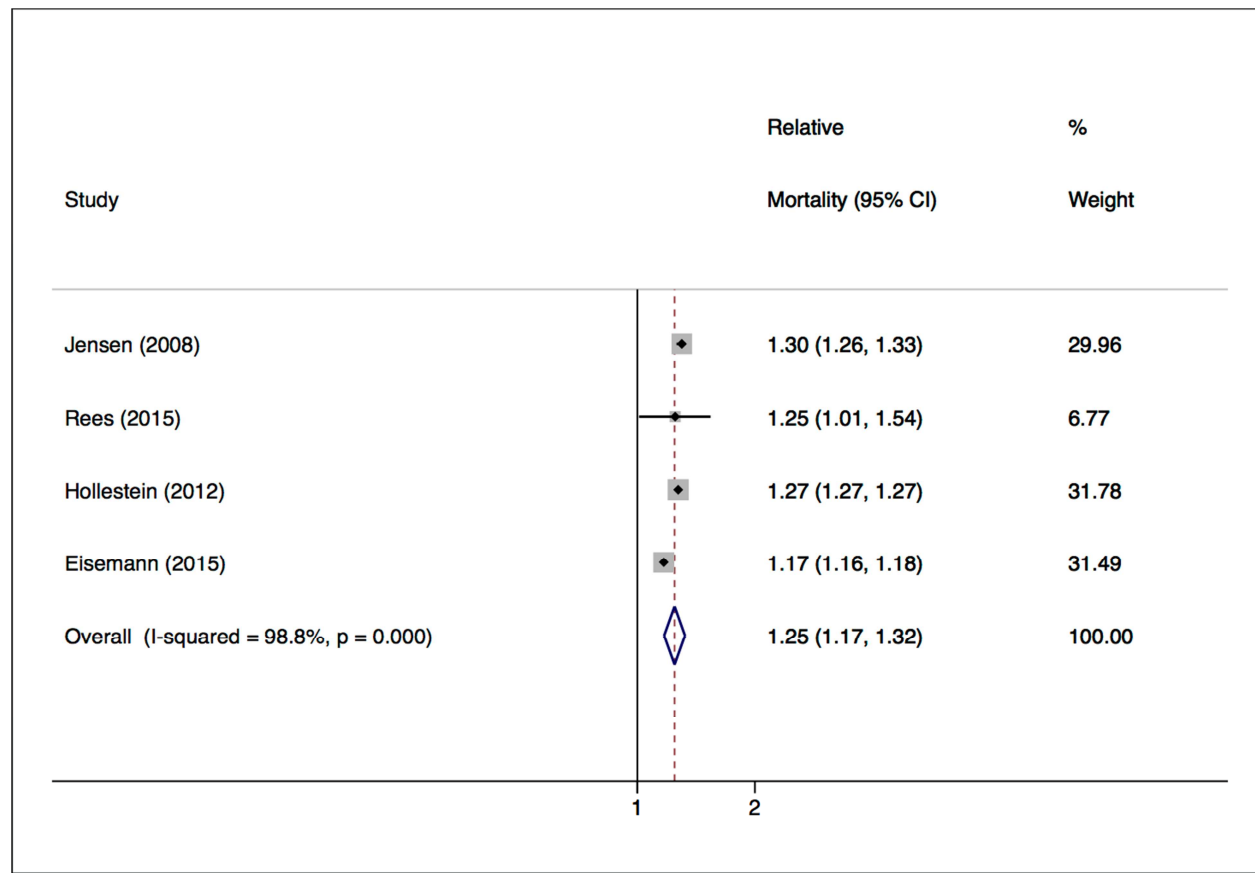 Relative %
Study Mortality (95% CI) Weight
Jensen (2008) 1.30 (1.26, 1.33) 29.96
Rees (2015) 1.25 (1.01, 1.54) 6.77
Hollestein (2012) 1.27 (1.27, 1.27) 31.78
Eisemann (2015) 1.17 (1.16, 1.18) 31.49
Overall (I-squared = 98.8%, p = 0.000) 1.25 (1.17, 1.32) 100.00
1 2